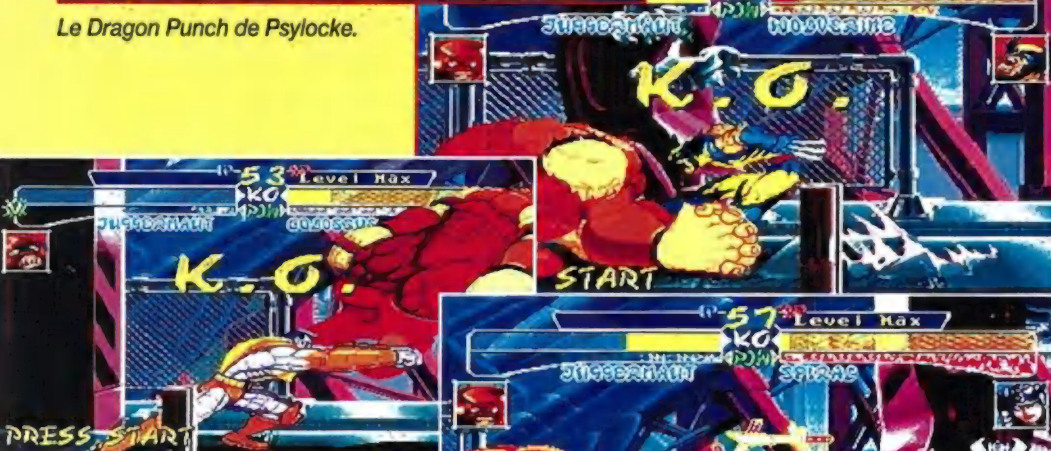 Le Dragon Punch de Psylocke.
JUGGERNAUT WOLVERINE
K.O.
START
53 Level Max
KO
JUGGERNAUT COLOSSUS
K.O.
PRESS START
57 Level Max
KO
JUGGERNAUT SPIRAL